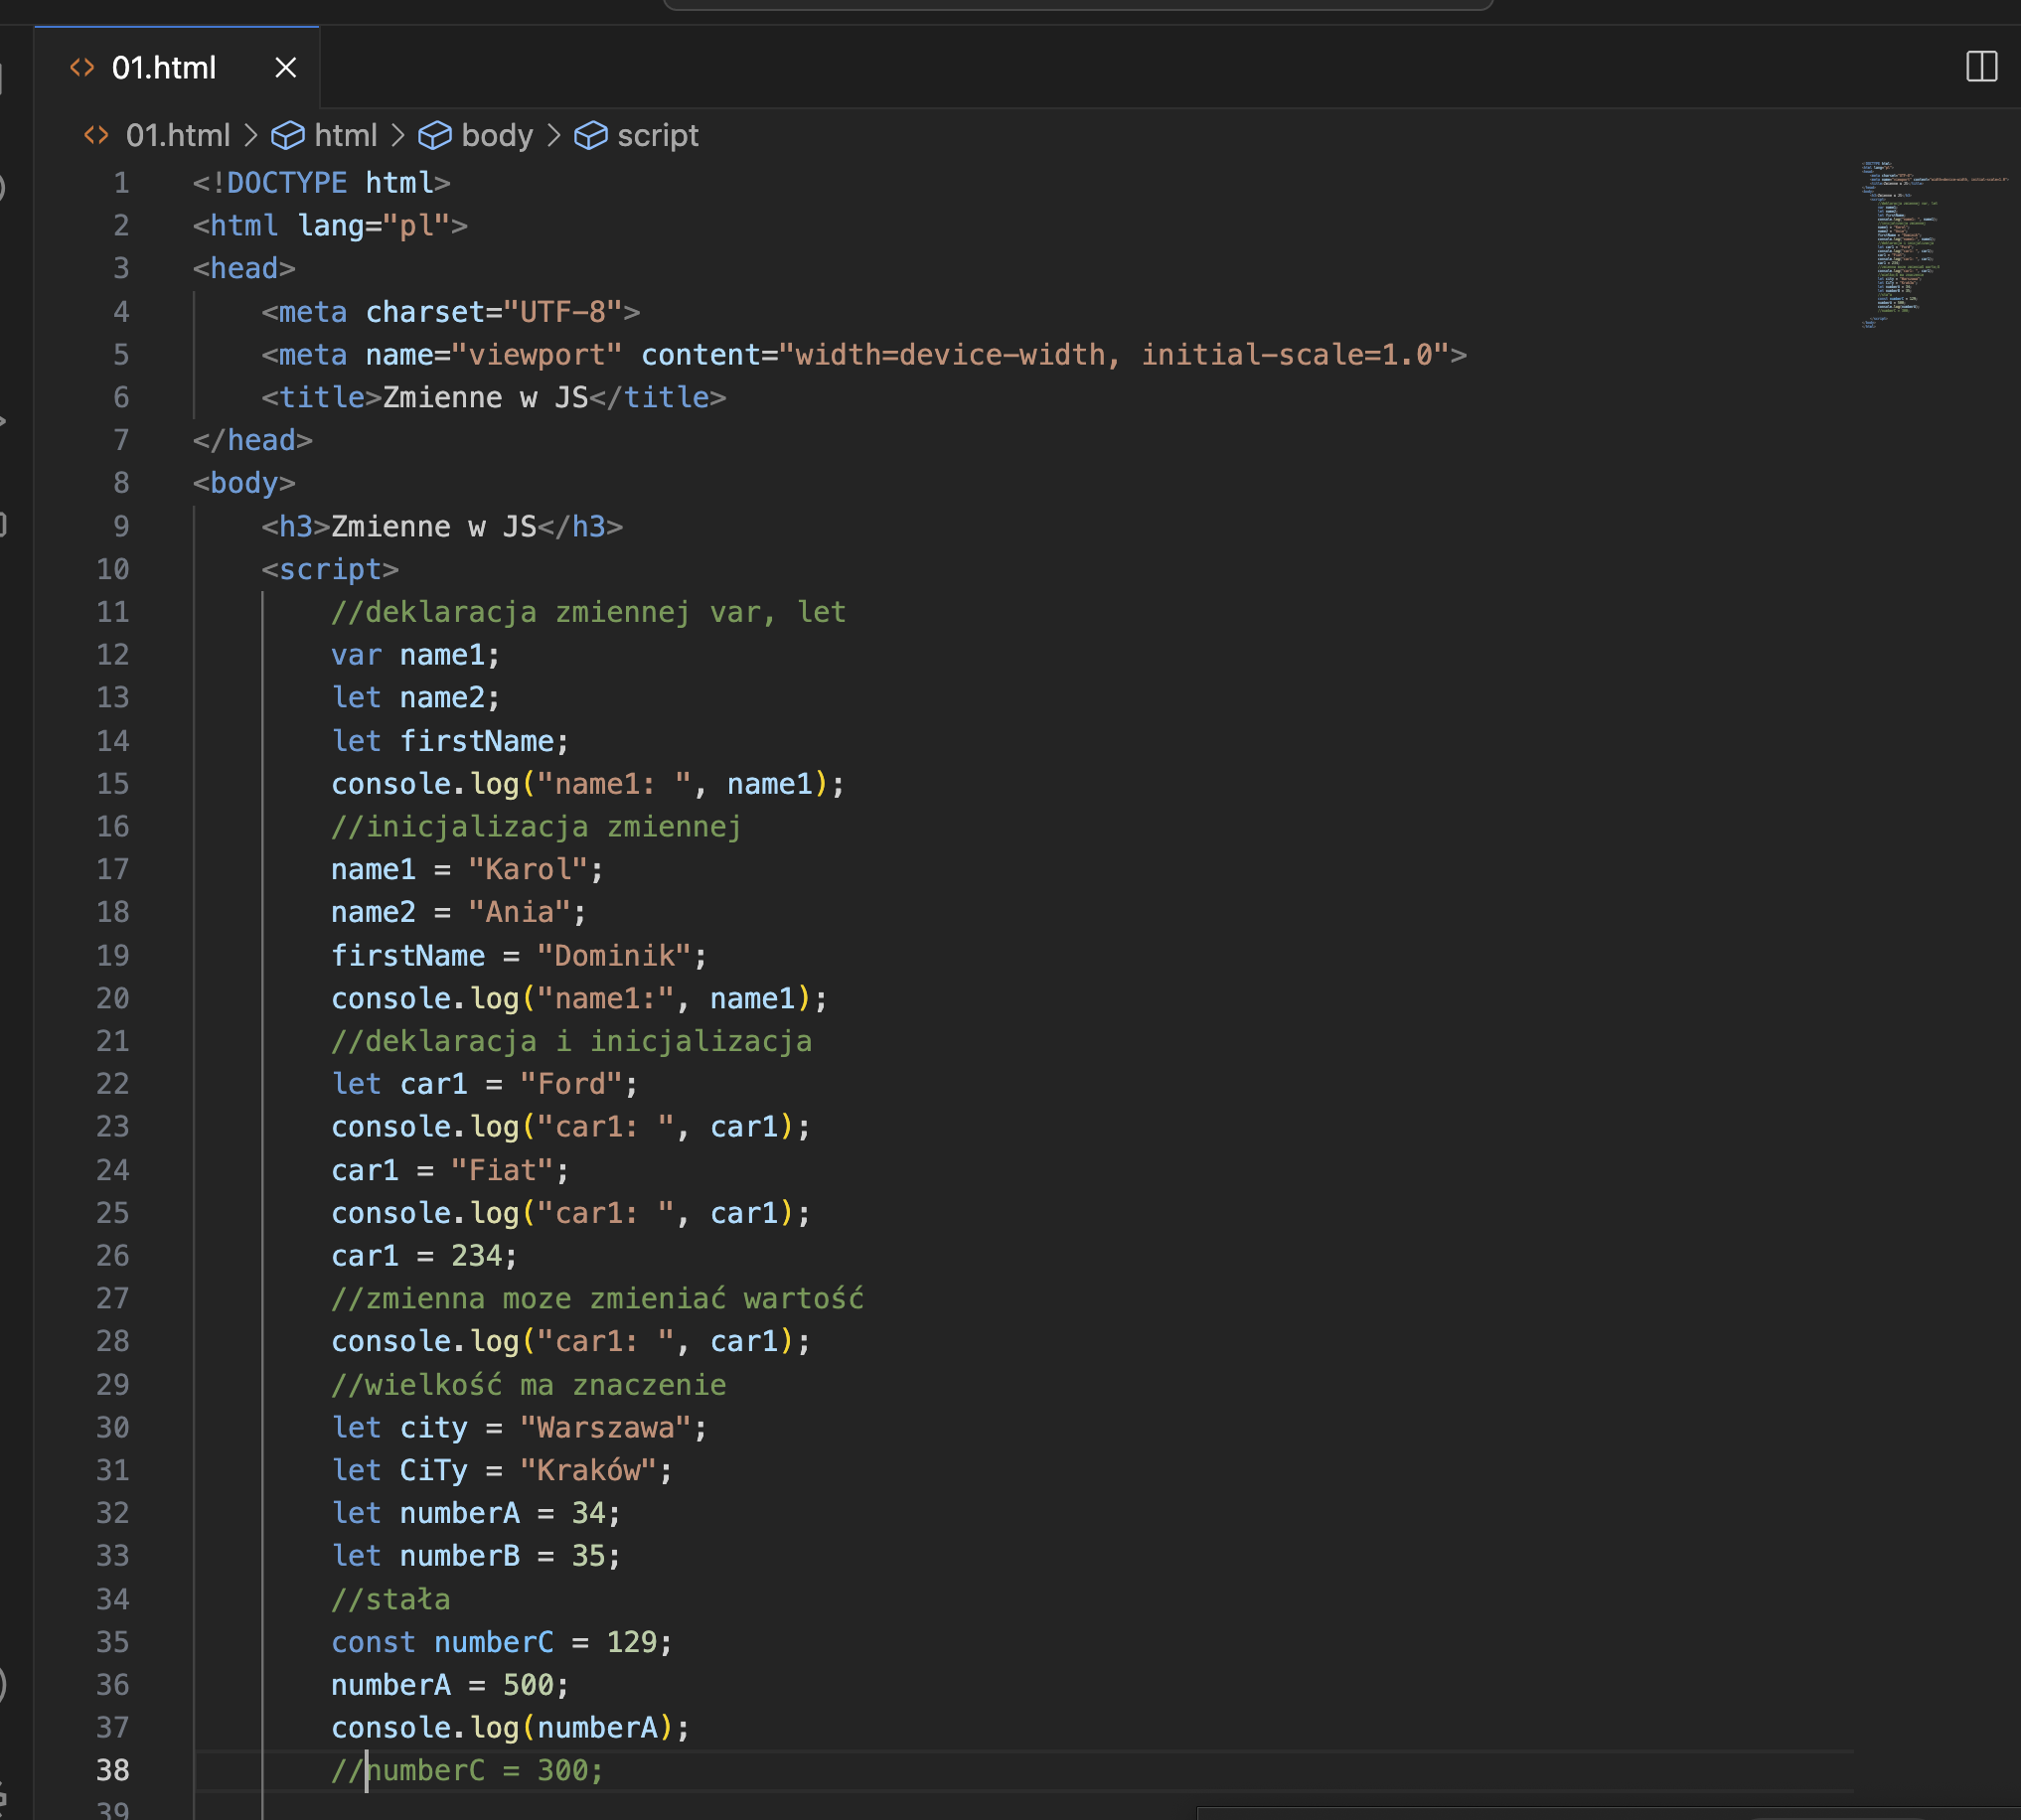 01.html
01.html > html > body > script
1 <!DOCTYPE html>
2 <html lang="pl">
3 <head>
4     <meta charset="UTF-8">
5     <meta name="viewport" content="width=device-width, initial-scale=1.0">
6     <title>Zmienne w JS</title>
7 </head>
8 <body>
9     <h3>Zmienne w JS</h3>
10     <script>
11         //deklaracja zmiennej var, let
12         var name1;
13         let name2;
14         let firstName;
15         console.log("name1: ", name1);
16         //inicjalizacja zmiennej
17         name1 = "Karol";
18         name2 = "Ania";
19         firstName = "Dominik";
20         console.log("name1:", name1);
21         //deklaracja i inicjalizacja
22         let car1 = "Ford";
23         console.log("car1: ", car1);
24         car1 = "Fiat";
25         console.log("car1: ", car1);
26         car1 = 234;
27         //zmienna moze zmieniać wartość
28         console.log("car1: ", car1);
29         //wielkość ma znaczenie
30         let city = "Warszawa";
31         let CiTy = "Kraków";
32         let numberA = 34;
33         let numberB = 35;
34         //stała
35         const numberC = 129;
36         numberA = 500;
37         console.log(numberA);
38         //numberC = 300;
39